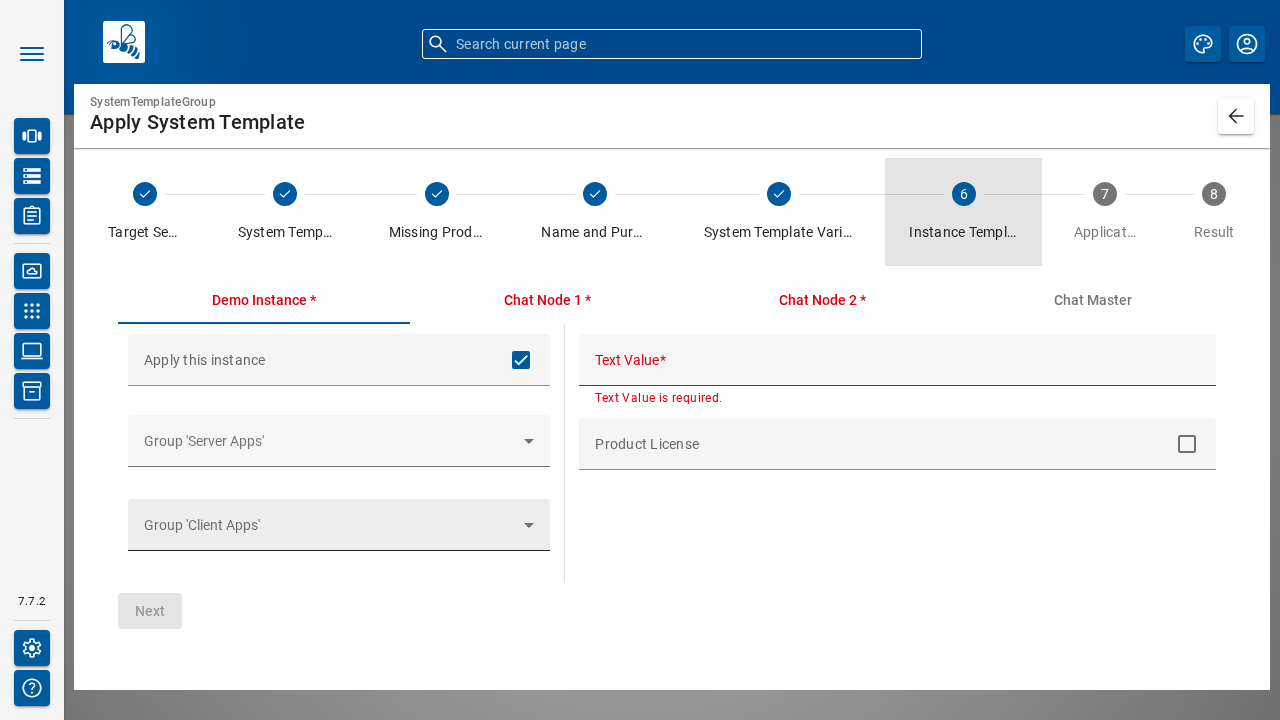 Search current page
SystemTemplateGroup
Apply System Template
6
7
8
Target Se…
System Temp…
Missing Prod…
Name and Pur…
System Template Vari…
Instance Templ…
Applicat…
Result
Demo Instance *
Chat Node 1 *
Chat Node 2 *
Chat Master
Apply this instance
Text Value*
Text Value is required.
Group 'Server Apps'
Product License
Group 'Client Apps'
Next
7.7.2